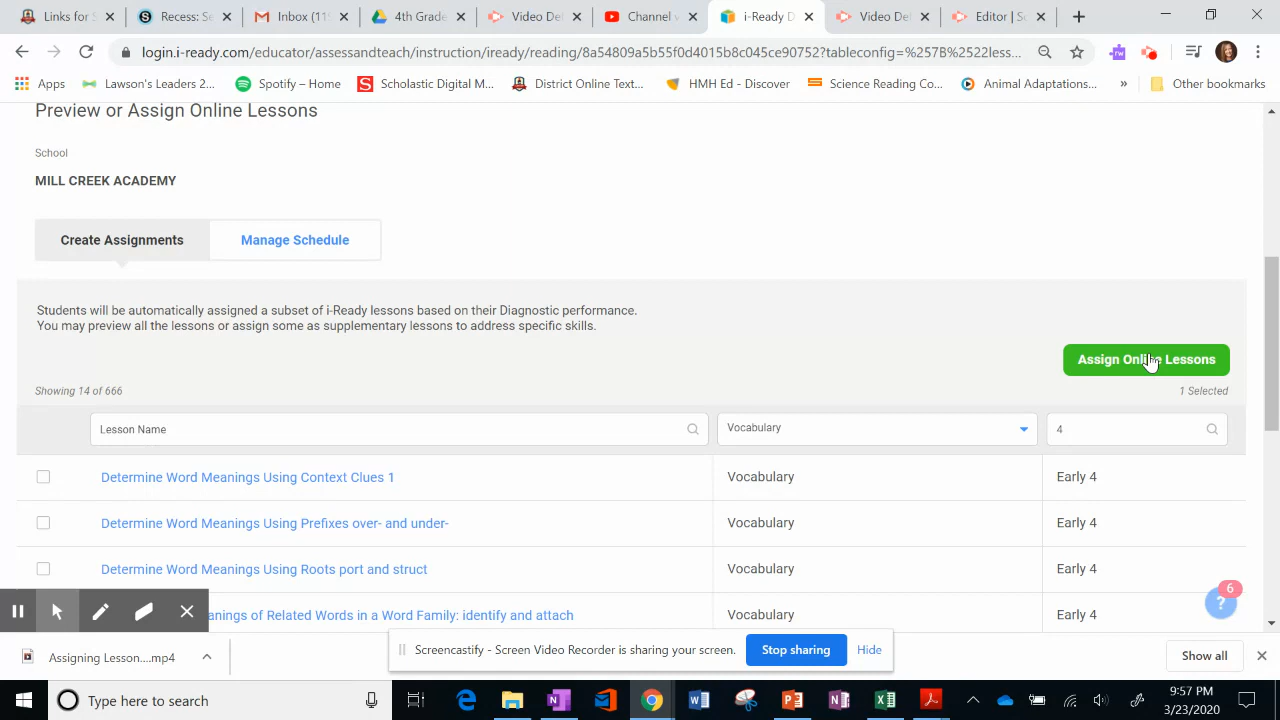 Links for S
Recess: Se
Inbox (119
4th Grade
Video Det
Channel v
i-Ready D
Video Det
Editor | Sc
login.i-ready.com/educator/assessandteach/instruction/iready/reading/8a54809a5b55f0d4015b8c045ce90752?tableconfig=%257B%2522less...
rw
Apps
Lawson's Leaders 2...
Spotify – Home
Scholastic Digital M...
District Online Text...
HMH Ed - Discover
Science Reading Co...
Animal Adaptations...
»
Other bookmarks
Preview or Assign Online Lessons
School
MILL CREEK ACADEMY
Create Assignments
Manage Schedule
Students will be automatically assigned a subset of i-Ready lessons based on their Diagnostic performance.
You may preview all the lessons or assign some as supplementary lessons to address specific skills.
Assign Online Lessons
Showing 14 of 666
1 Selected
Lesson Name
Vocabulary
4
Determine Word Meanings Using Context Clues 1
Vocabulary
Early 4
Determine Word Meanings Using Prefixes over- and under-
Vocabulary
Early 4
Determine Word Meanings Using Roots port and struct
Vocabulary
Early 4
anings of Related Words in a Word Family: identify and attach
Vocabulary
Early 4
6
?
Assigning Lesson....mp4
Screencastify - Screen Video Recorder is sharing your screen.
Stop sharing
Hide
Show all
Type here to search
9:57 PM
3/23/2020